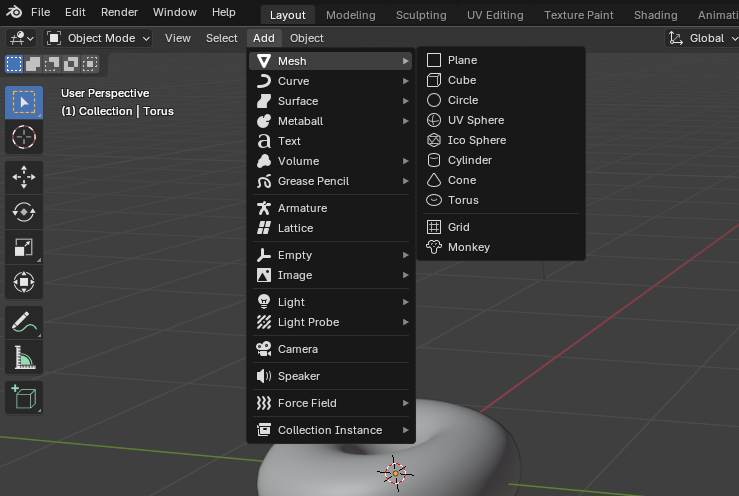 File Edit Render Window Help Layout Modeling Sculpting UV Editing Texture Paint Shading Animati
Object Mode View Select Add Object Global
User Perspective
(1) Collection | Torus
Mesh
Curve
Surface
Metaball
Text
Volume
Grease Pencil
Armature
Lattice
Empty
Image
Light
Light Probe
Camera
Speaker
Force Field
Collection Instance
Plane
Cube
Circle
UV Sphere
Ico Sphere
Cylinder
Cone
Torus
Grid
Monkey